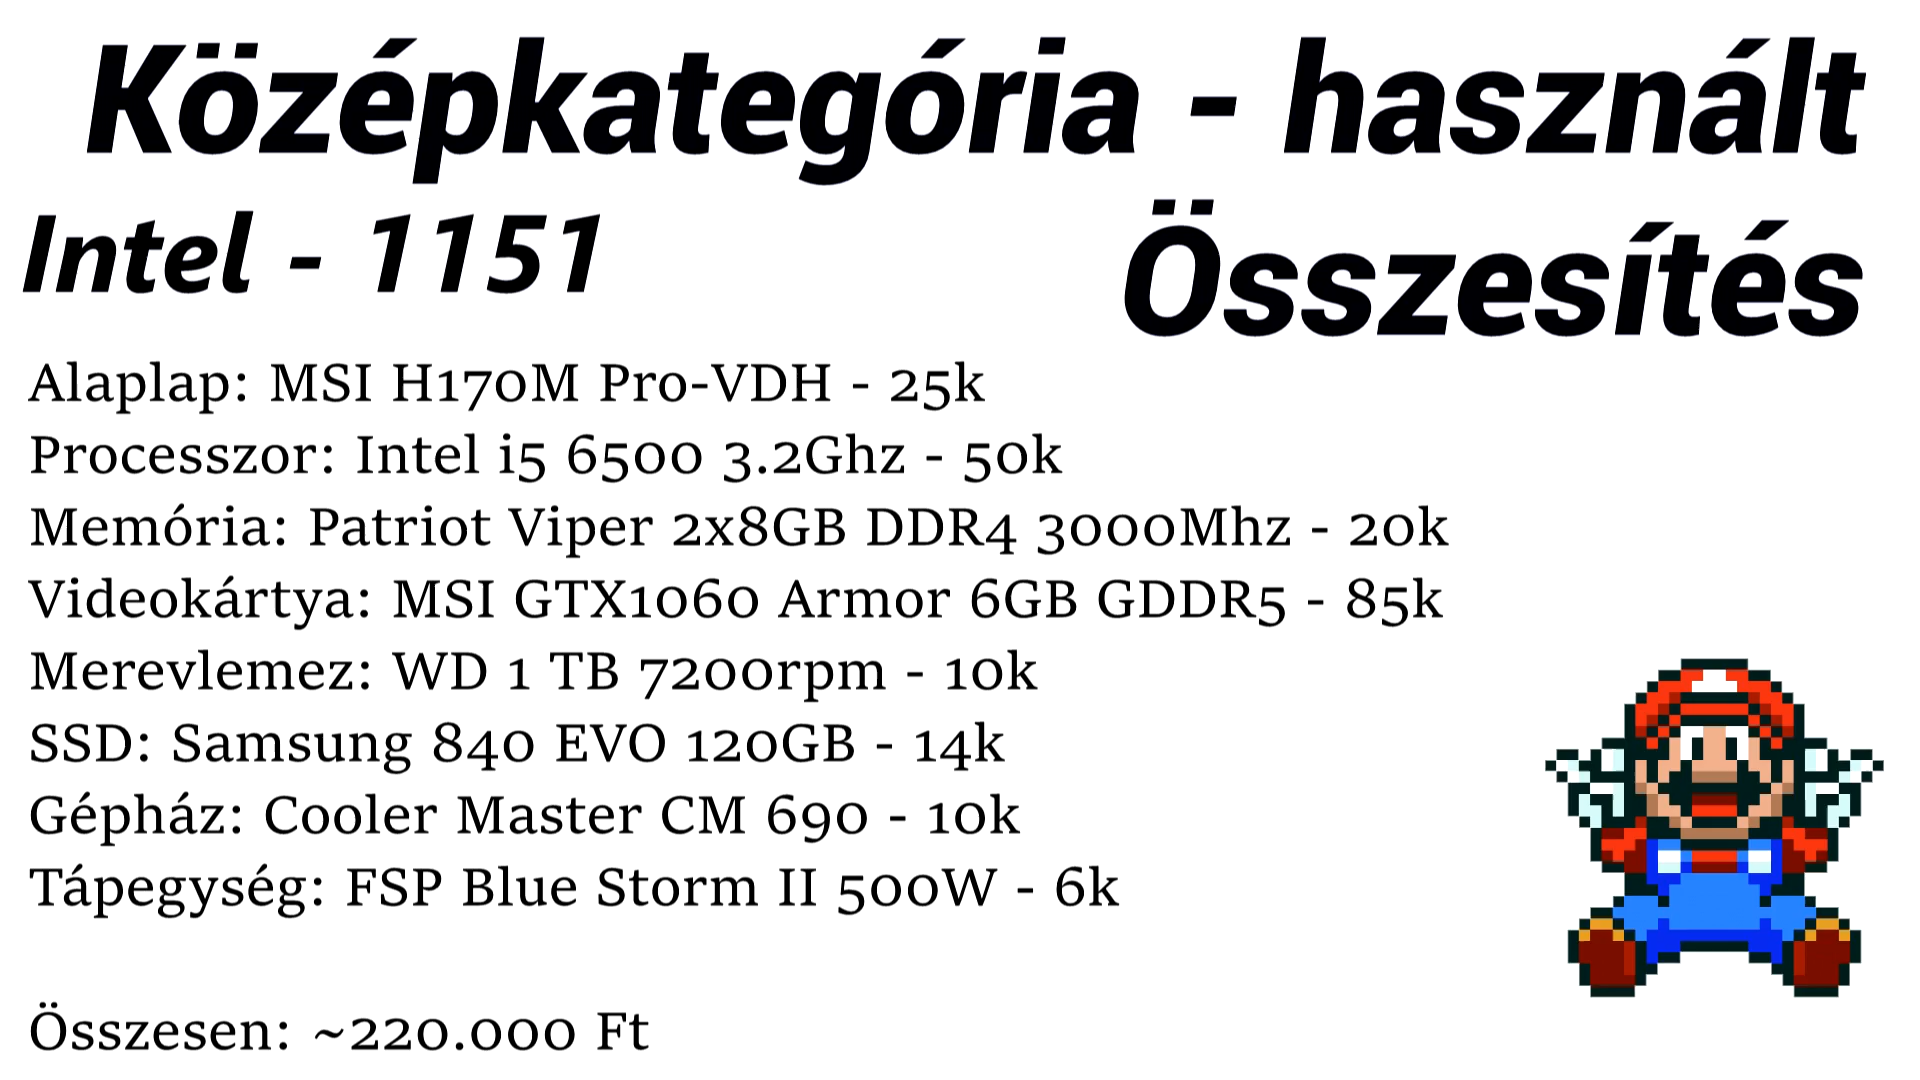 Középkategória - használt
Összesítés
Intel - 1151
Alaplap: MSI H170M Pro-VDH - 25k
Processzor: Intel i5 6500 3.2Ghz - 50k
Memória: Patriot Viper 2x8GB DDR4 3000Mhz - 20k
Videokártya: MSI GTX1060 Armor 6GB GDDR5 - 85k
Merevlemez: WD 1 TB 7200rpm - 10k
SSD: Samsung 840 EVO 120GB - 14k
Gépház: Cooler Master CM 690 - 10k
Tápegység: FSP Blue Storm II 500W - 6k
Összesen: ~220.000 Ft